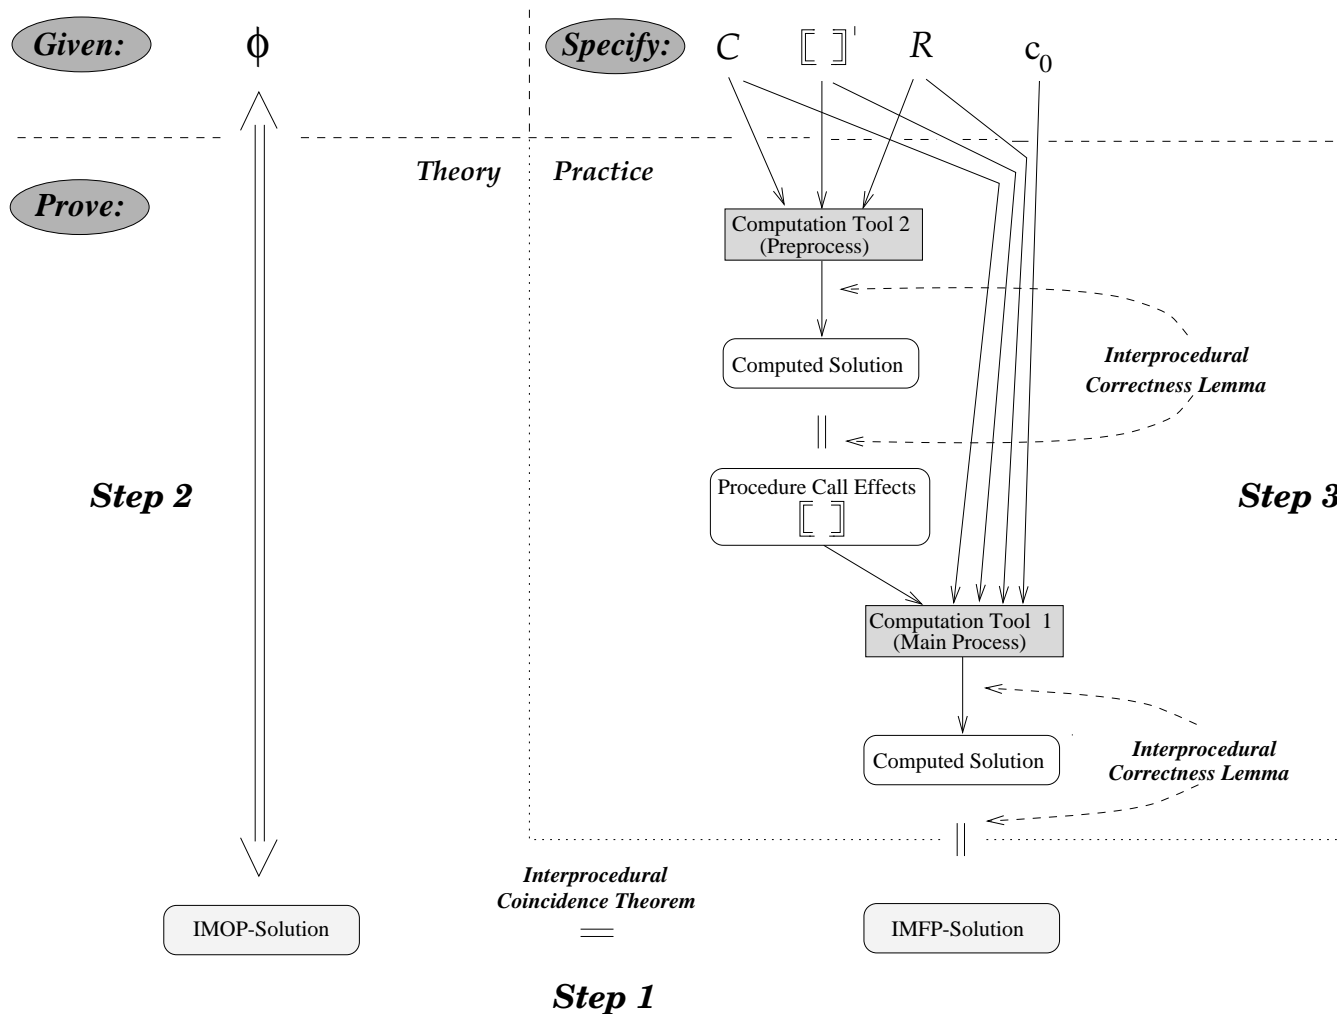 Given:
ϕ
Specify:
C
⟦ ⟧'
R
c₀
Theory
Practice
Prove:
Computation Tool 2
(Preprocess)
Computed Solution
Interprocedural
Correctness Lemma
Step 2
Procedure Call Effects
⟦ ⟧
Step 3
Computation Tool 1
(Main Process)
Computed Solution
Interprocedural
Correctness Lemma
Interprocedural
Coincidence Theorem
IMOP-Solution
=
IMFP-Solution
Step 1